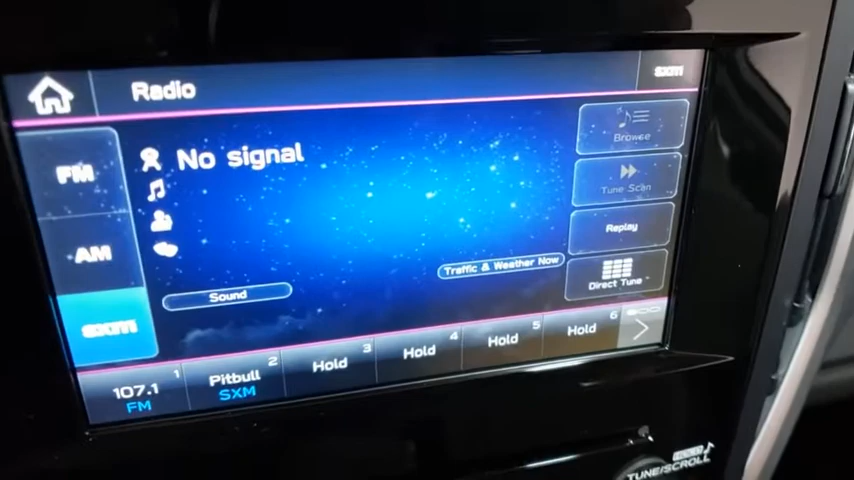 Radio
sxm
FM
No signal
Browse
Tune Scan
AM
Replay
Traffic & Weather Now
Sound
Direct Tune
sxm
1
107.1
FM
2
Pitbull
SXM
3
Hold
4
Hold
5
Hold
6
Hold
HOLD
TUNE/SCROLL